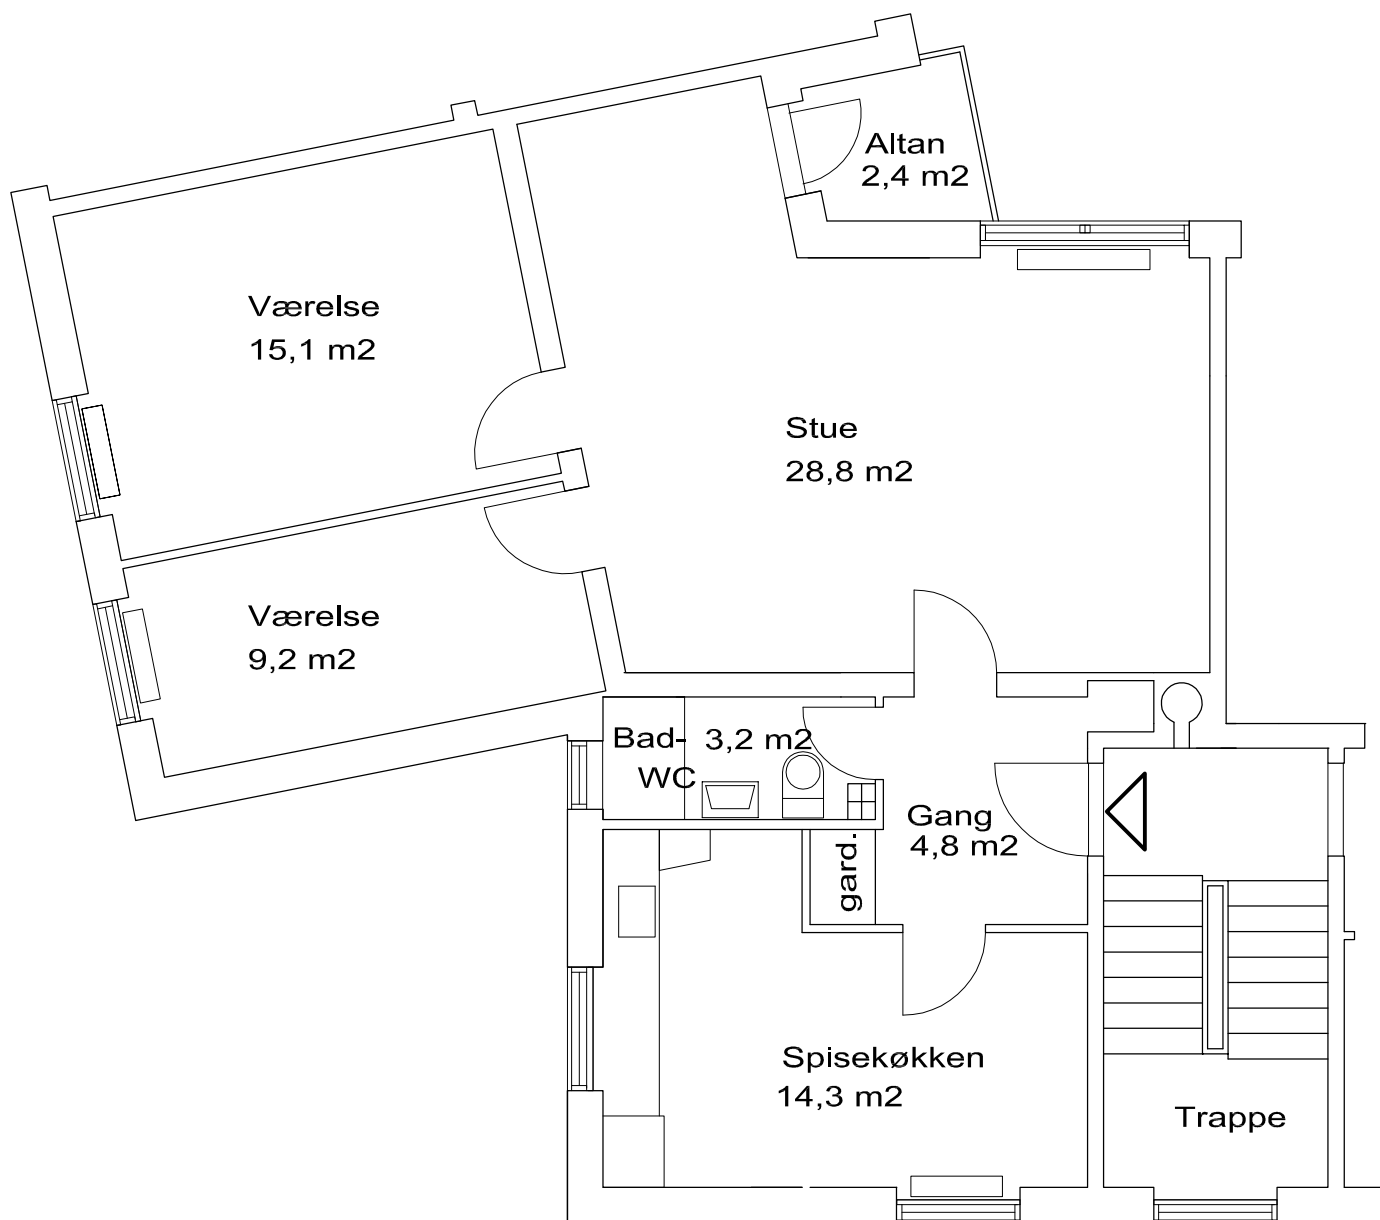 Altan
2,4 m2
Værelse
15,1 m2
Stue
28,8 m2
Værelse
9,2 m2
Bad- 3,2 m2
WC
Gang
4,8 m2
gard.
Spisekøkken
14,3 m2
Trappe